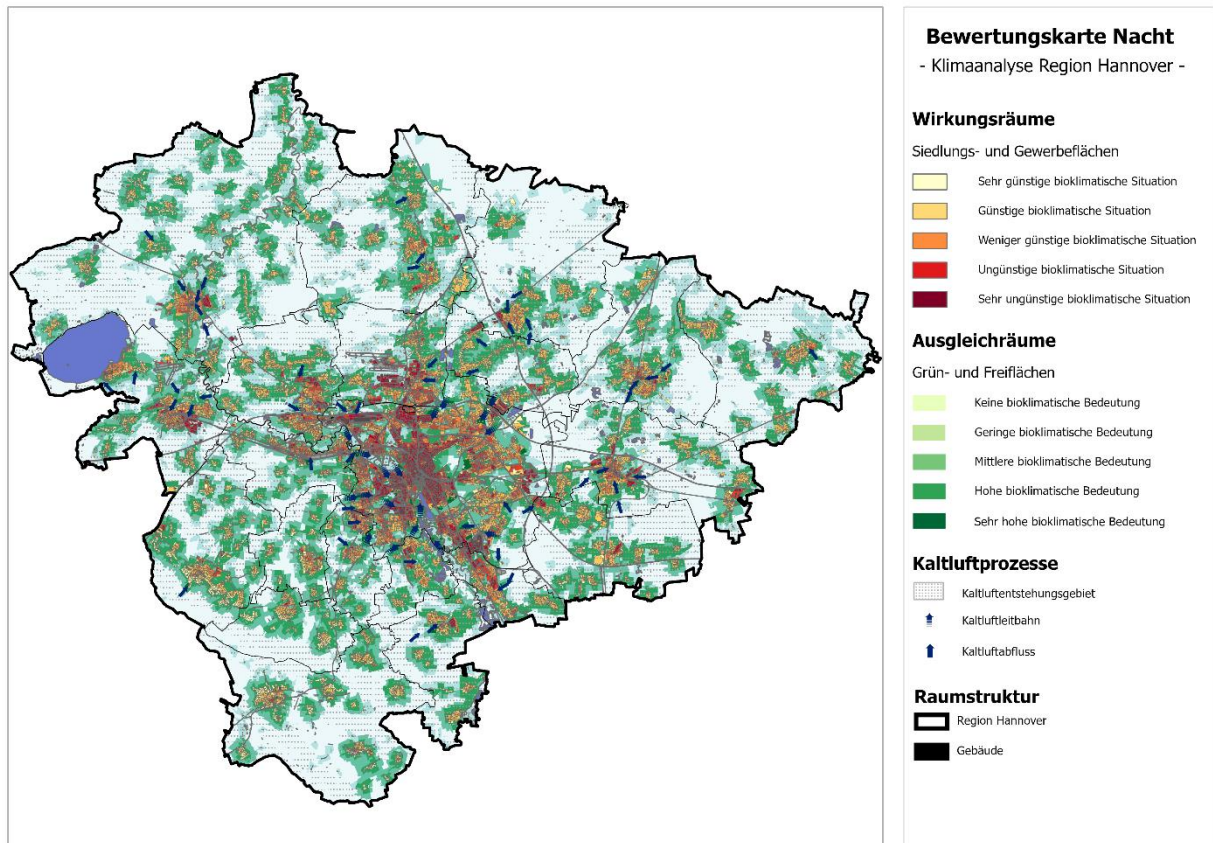 Bewertungskarte Nacht
- Klimaanalyse Region Hannover -
Wirkungsräume
Siedlungs- und Gewerbeflächen
Sehr günstige bioklimatische Situation
Günstige bioklimatische Situation
Weniger günstige bioklimatische Situation
Ungünstige bioklimatische Situation
Sehr ungünstige bioklimatische Situation
Ausgleichräume
Grün- und Freiflächen
Keine bioklimatische Bedeutung
Geringe bioklimatische Bedeutung
Mittlere bioklimatische Bedeutung
Hohe bioklimatische Bedeutung
Sehr hohe bioklimatische Bedeutung
Kaltluftprozesse
Kaltluftentstehungsgebiet
Kaltluftleitbahn
Kaltluftabfluss
Raumstruktur
Region Hannover
Gebäude